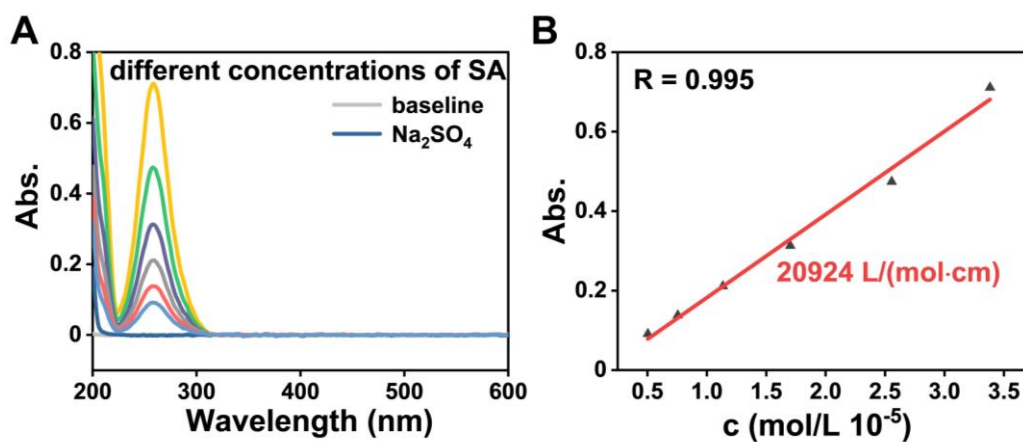 A
different concentrations of SA
baseline
Na₂SO₄
Abs.
0.8
0.6
0.4
0.2
0
200
300
400
500
600
Wavelength (nm)
B
R = 0.995
20924 L/(mol·cm)
Abs.
0.8
0.6
0.4
0.2
0
0.5
1.0
1.5
2.0
2.5
3.0
3.5
c (mol/L 10⁻⁵)